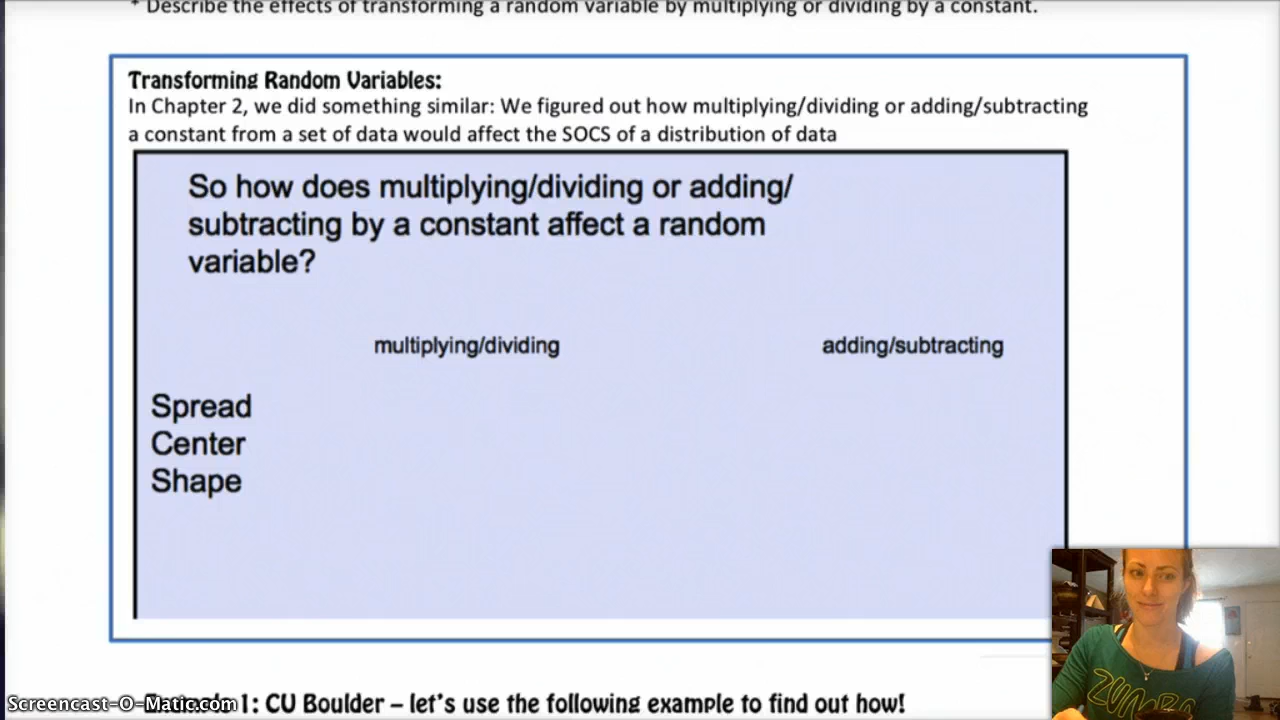 * Describe the effects of transforming a random variable by multiplying or dividing by a constant.
Transforming Random Variables:
In Chapter 2, we did something similar: We figured out how multiplying/dividing or adding/subtracting
a constant from a set of data would affect the SOCS of a distribution of data
So how does multiplying/dividing or adding/
subtracting by a constant affect a random
variable?
multiplying/dividing adding/subtracting
Spread
Center
Shape
ZUMBA
1: CU Boulder – let's use the following example to find out how!
Screencast-O-Matic.com